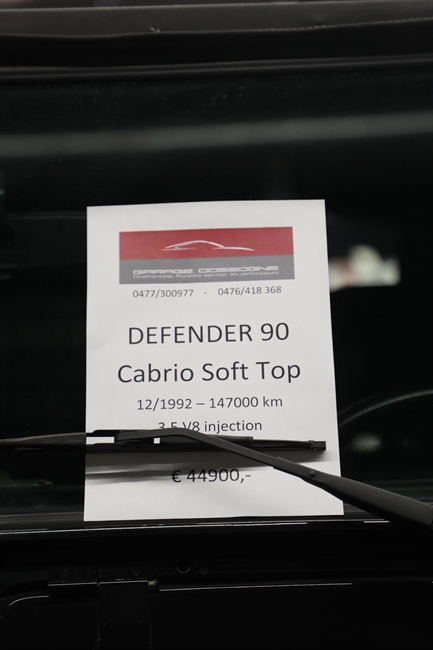 GARAGE DOSSOGNE
0477/300977 - 0476/418 368
DEFENDER 90
Cabrio Soft Top
12/1992 – 147000 km
3.5 V8 injection
€ 44900,-